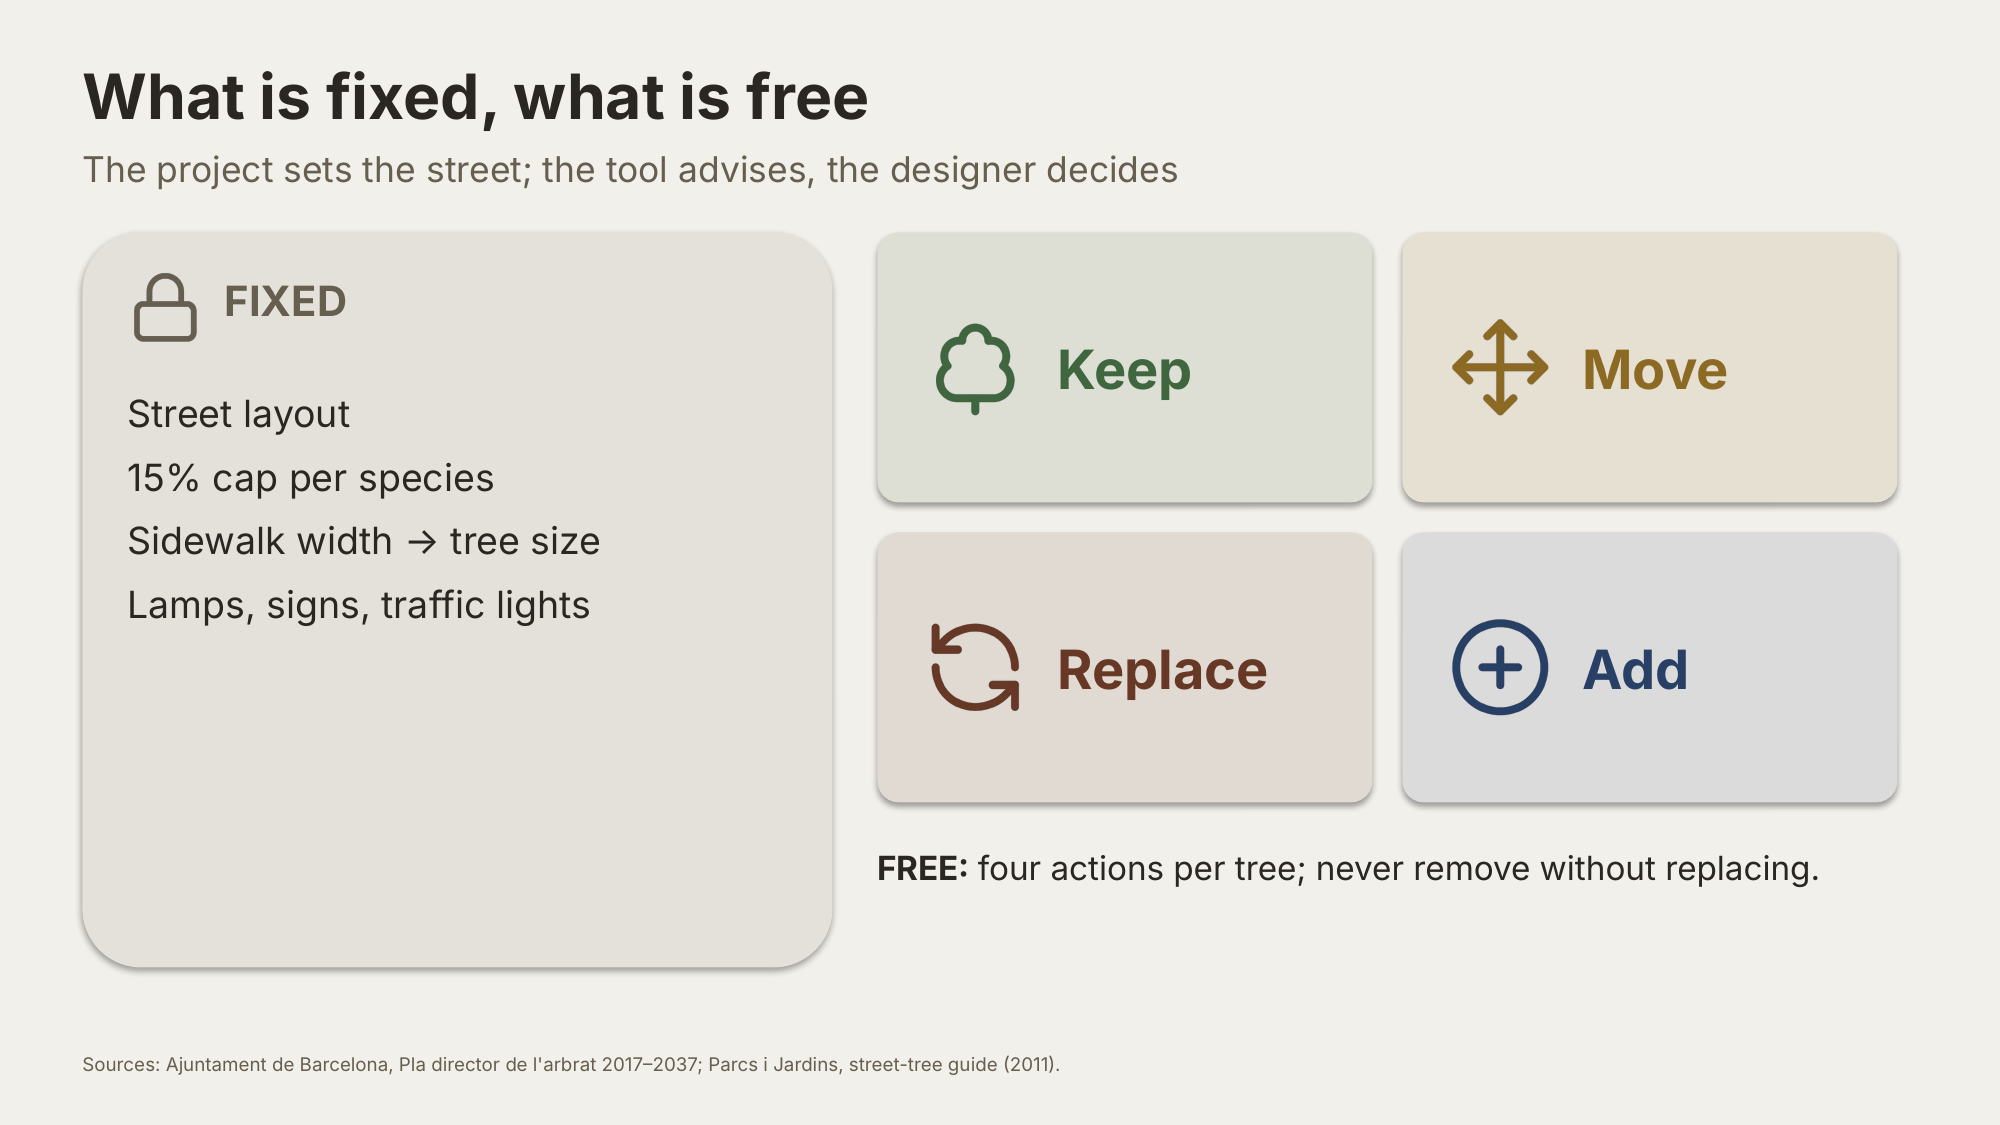 What is fixed, what is free
The project sets the street; the tool advises, the designer decides
FIXED
Street layout
15% cap per species
Sidewalk width → tree size
Lamps, signs, traffic lights
Keep
Move
Replace
Add
FREE: four actions per tree; never remove without replacing.
Sources: Ajuntament de Barcelona, Pla director de l'arbrat 2017–2037; Parcs i Jardins, street-tree guide (2011).